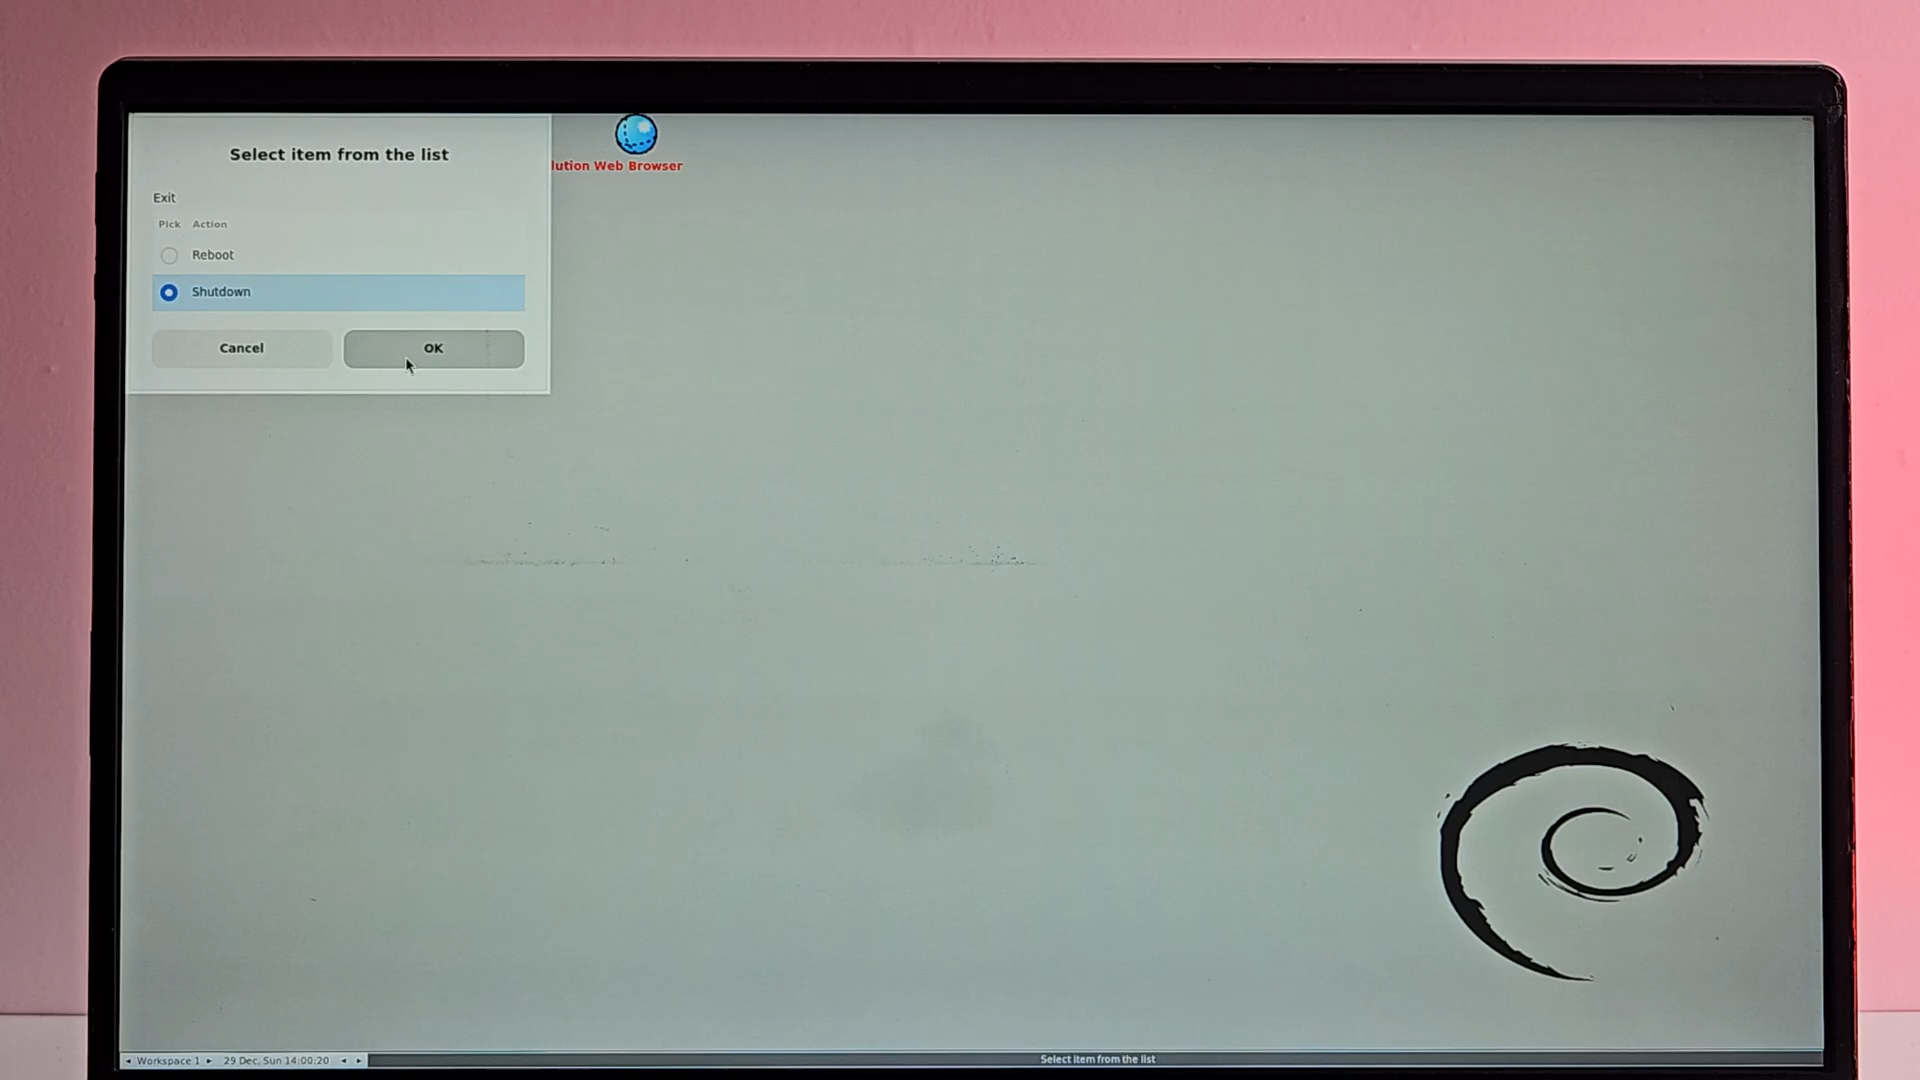 Select item from the list
lution Web Browser
Exit
Pick Action
Reboot
Shutdown
Cancel OK
Workspace 1 29 Dec, Sun 14:00:20 Select item from the list